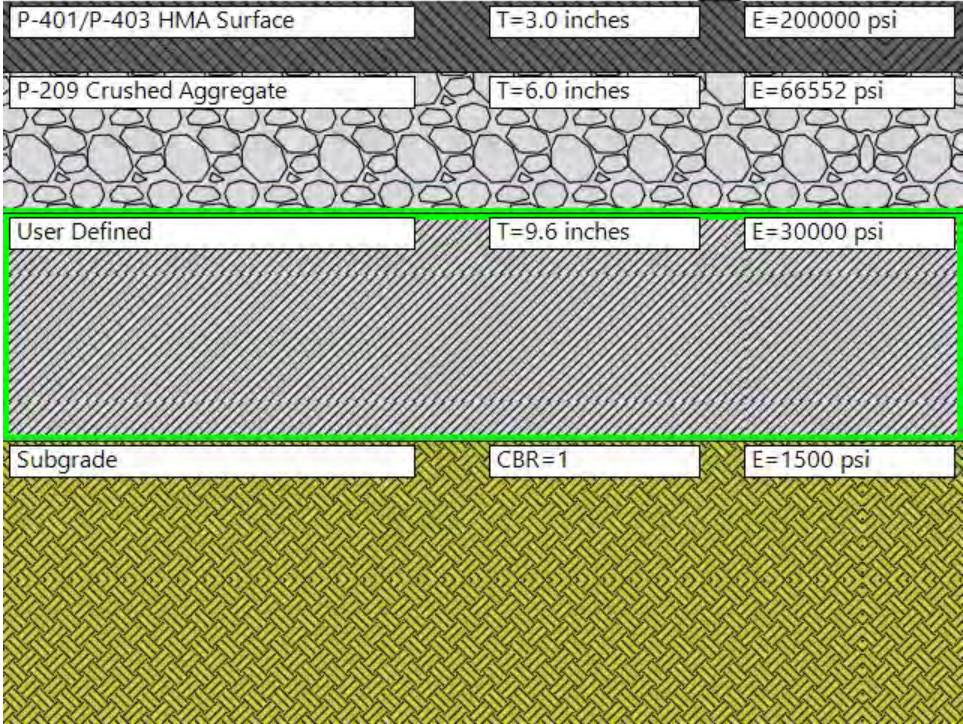 P-401/P-403 HMA Surface T=3.0 inches E=200000 psi
P-209 Crushed Aggregate T=6.0 inches E=66552 psi
User Defined T=9.6 inches E=30000 psi
Subgrade CBR=1 E=1500 psi